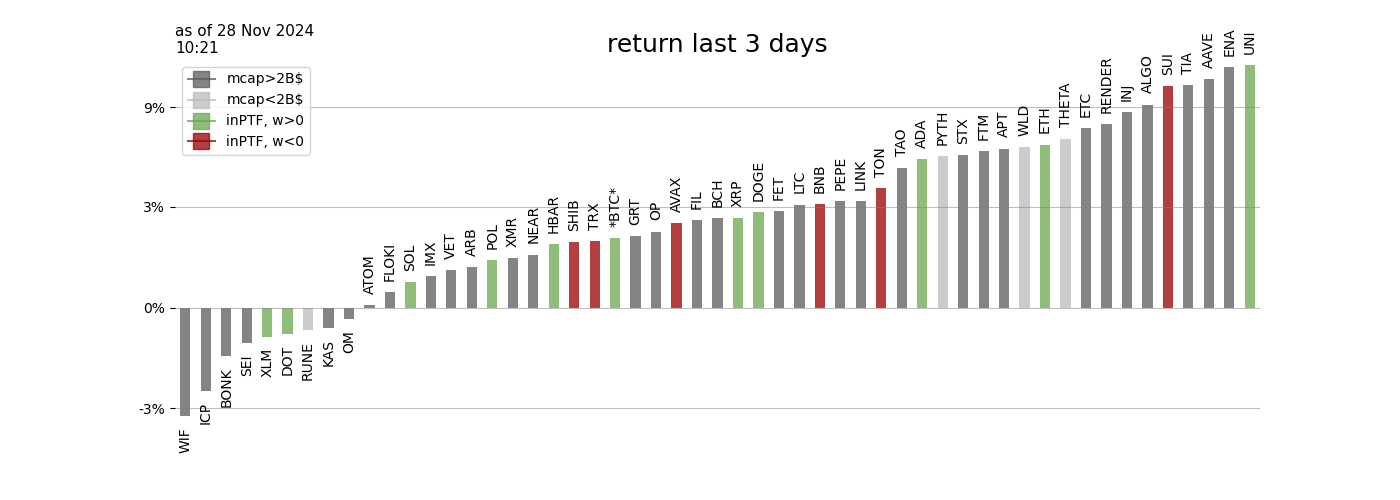 as of 28 Nov 2024
10:21
return last 3 days
mcap>2B$
mcap<2B$
inPTF, w>0
inPTF, w<0
9%
3%
0%
-3%
WIF
ICP
BONK
SEI
XLM
DOT
RUNE
KAS
OM
ATOM
FLOKI
SOL
IMX
VET
ARB
POL
XMR
NEAR
HBAR
SHIB
TRX
*BTC*
GRT
OP
AVAX
FIL
BCH
XRP
DOGE
FET
LTC
BNB
PEPE
LINK
TON
TAO
ADA
PYTH
STX
FTM
APT
WLD
ETH
THETA
ETC
RENDER
INJ
ALGO
SUI
TIA
AAVE
ENA
UNI